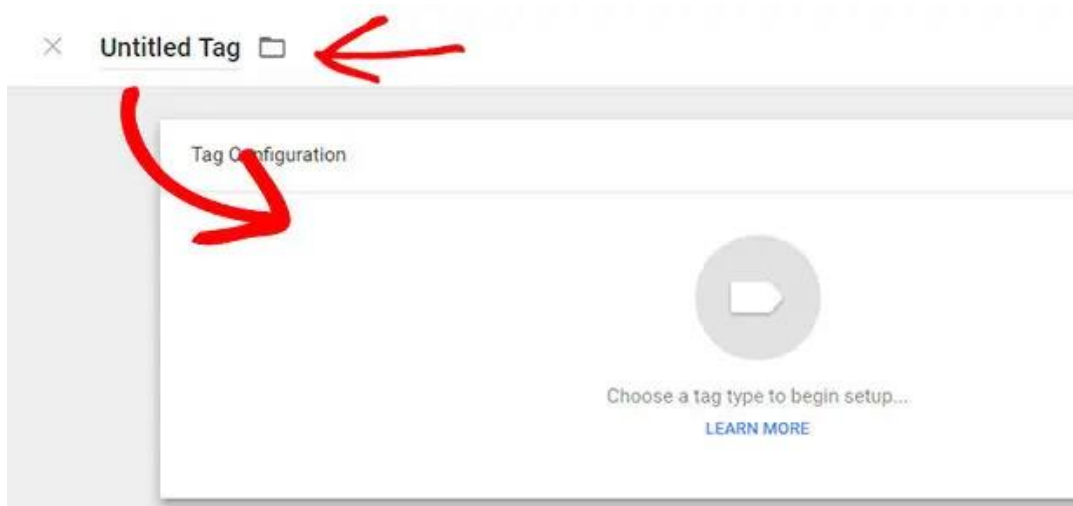 Untitled Tag
Tag Configuration
Choose a tag type to begin setup...
LEARN MORE